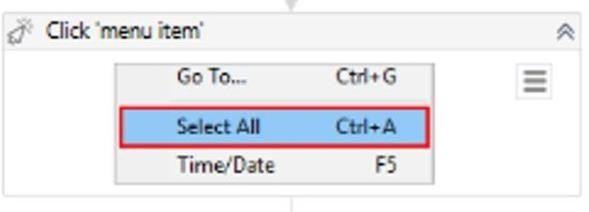 Click 'menu item'
Go To... Ctrl+G
Select All Ctrl+A
Time/Date F5